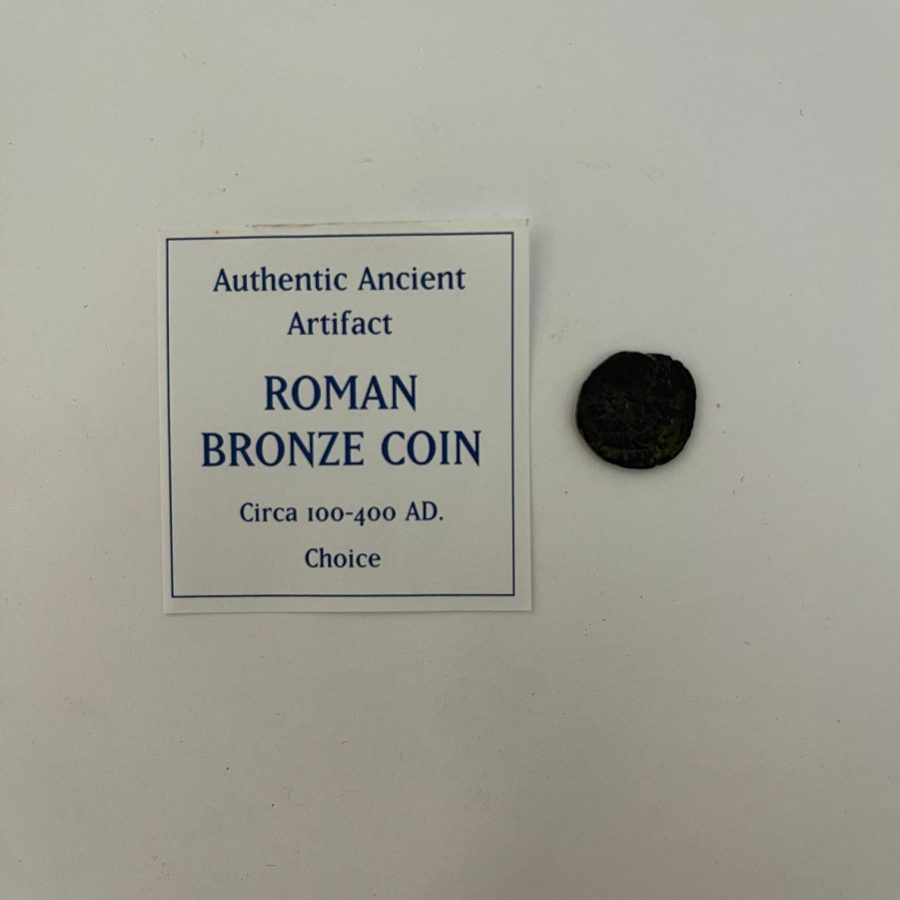 Authentic Ancient
Artifact
ROMAN
BRONZE COIN
Circa 100-400 AD.
Choice